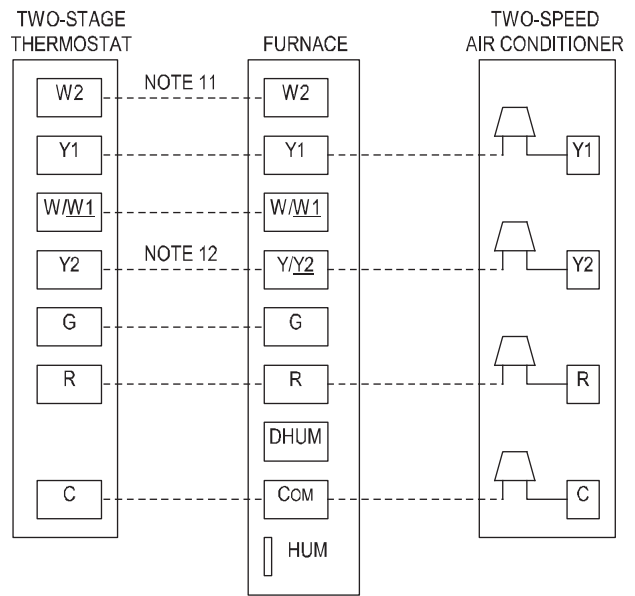 TWO-STAGE
THERMOSTAT
FURNACE
TWO-SPEED
AIR CONDITIONER
W2
NOTE 11
W2
Y1
Y1
Y1
W/W1
W/W1
Y2
NOTE 12
Y/Y2
Y2
G
G
R
R
R
DHUM
C
COM
C
HUM